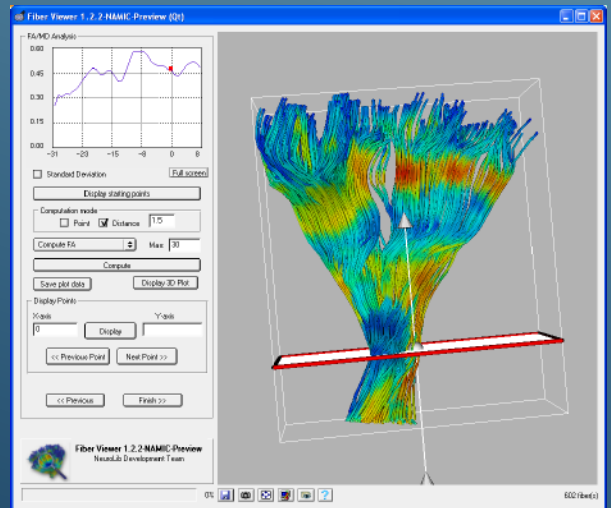 Fiber Viewer 1.2.2-NAMIC-Preview (Qt)
FA/MD Analysis
0.60
0.45
0.30
0.15
0.00
-31 -23 -15 -8 0 8
Standard Deviation Full screen
Display starting points
Computation mode
Point Distance 1.5
Compute FA Max 30
Compute
Save plot data Display 3D Plot
Display Points
X-axis Y-axis
0 Display
<< Previous Point Next Point >>
<< Previous Finish >>
Fiber Viewer 1.2.2-NAMIC-Preview
NeuroLib Development Team
0% 602 fiber(s)